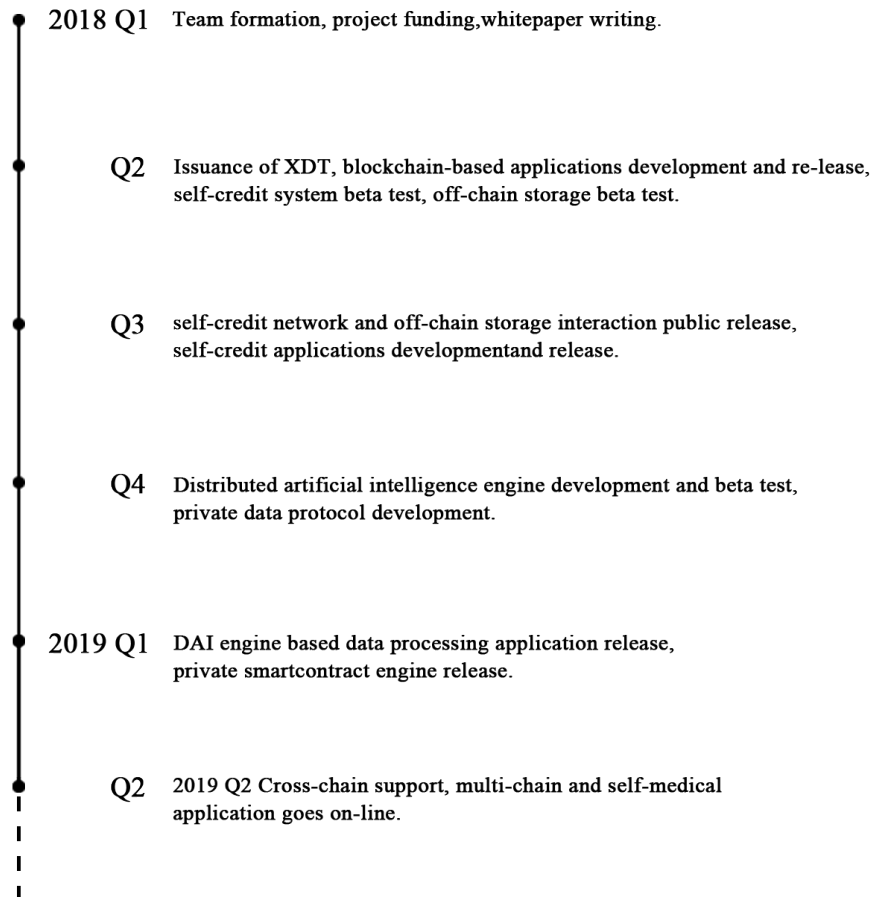 2018 Q1 Team formation, project funding,whitepaper writing.
Q2 Issuance of XDT, blockchain-based applications development and re-lease,
self-credit system beta test, off-chain storage beta test.
Q3 self-credit network and off-chain storage interaction public release,
self-credit applications developmentand release.
Q4 Distributed artificial intelligence engine development and beta test,
private data protocol development.
2019 Q1 DAI engine based data processing application release,
private smartcontract engine release.
Q2 2019 Q2 Cross-chain support, multi-chain and self-medical
application goes on-line.